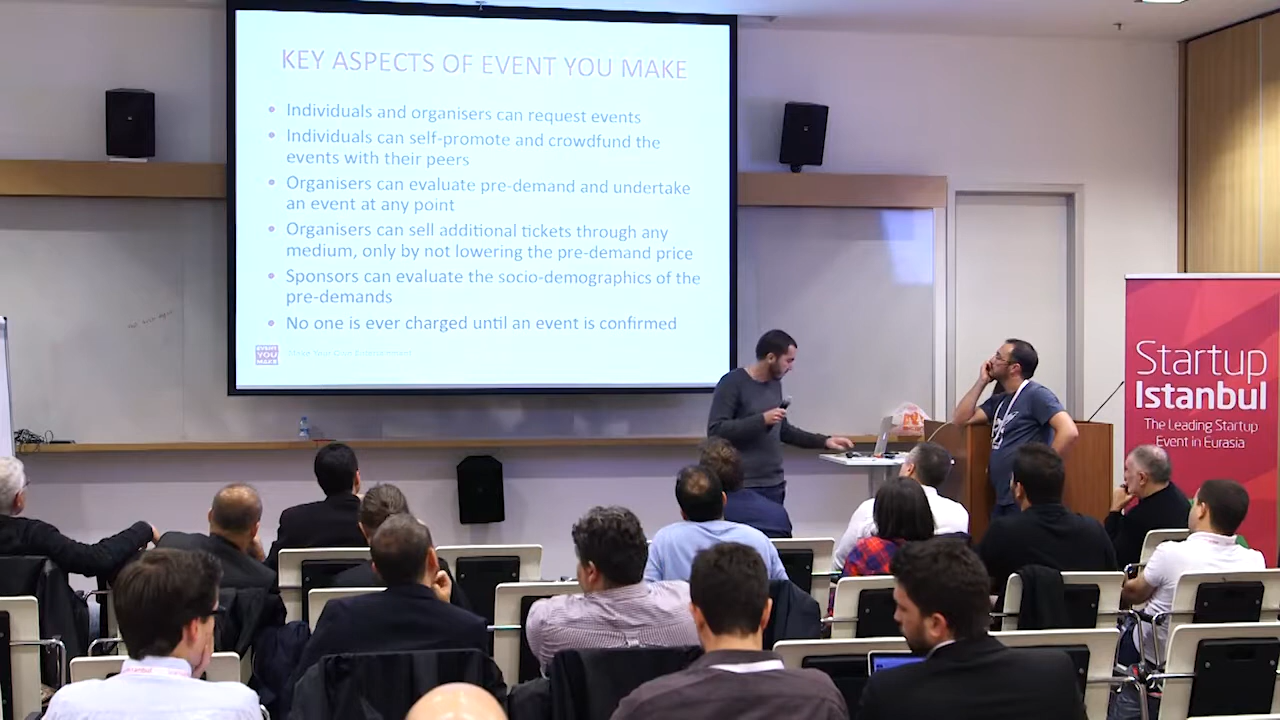 KEY ASPECTS OF EVENT YOU MAKE
• Individuals and organisers can request events
• Individuals can self-promote and crowdfund the
events with their peers
• Organisers can evaluate pre-demand and undertake
an event at any point
• Organisers can sell additional tickets through any
medium, only by not lowering the pre-demand price
• Sponsors can evaluate the socio-demographics of the
pre-demands
• No one is ever charged until an event is confirmed
EVENT
YOU
MAKE
Make Your Own Entertainment
Startup
Istanbul
The Leading Startup
Event in Eurasia